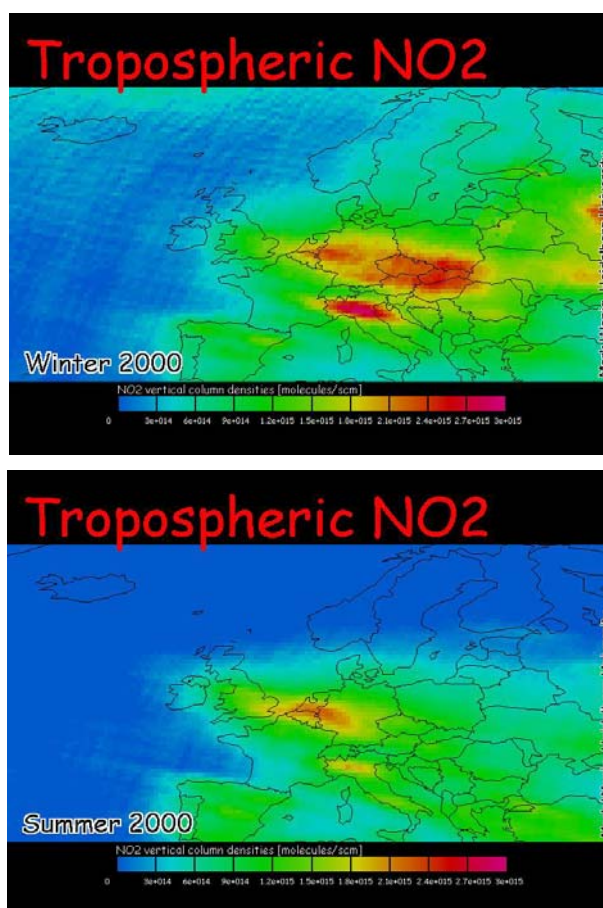 Tropospheric NO2
Winter 2000
NO2 vertical column densities [molecules/scm]
0 3e+014 6e+014 9e+014 1.2e+015 1.5e+015 1.8e+015 2.1e+015 2.4e+015 2.7e+015 3e+015
Tropospheric NO2
Summer 2000
NO2 vertical column densities [molecules/scm]
0 3e+014 6e+014 9e+014 1.2e+015 1.5e+015 1.8e+015 2.1e+015 2.4e+015 2.7e+015 3e+015